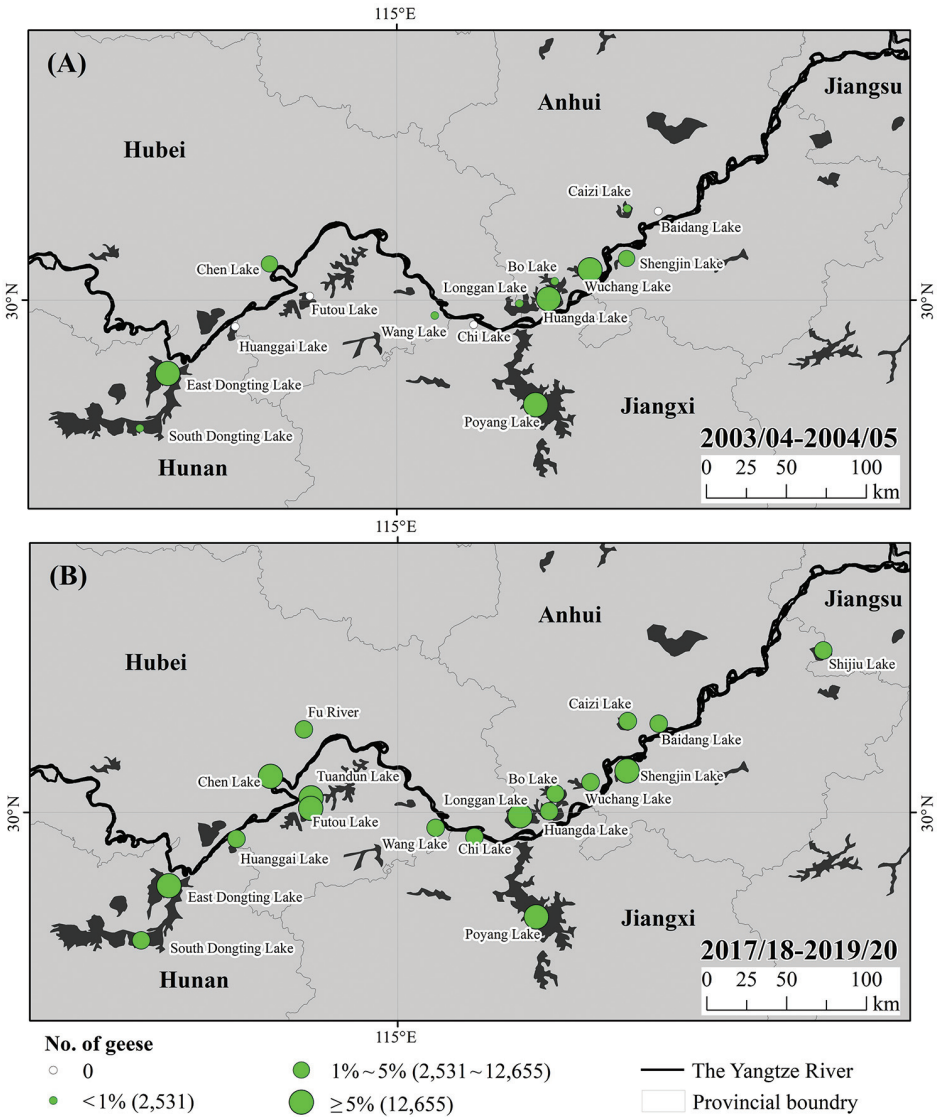 115°E
(A)
Jiangsu
Anhui
Hubei
Caizi Lake
Baidang Lake
Chen Lake
Bo Lake
Shengjin Lake
Longgan Lake
Wuchang Lake
30°N
30°N
Futou Lake
Huangda Lake
Wang Lake
Chi Lake
Huanggai Lake
East Dongting Lake
Jiangxi
Poyang Lake
South Dongting Lake
2003/04-2004/05
Hunan
0 25 50 100
km
115°E
(B)
Anhui
Jiangsu
Hubei
Shijiu Lake
Fu River
Caizi Lake
Baidang Lake
Chen Lake
Tuandun Lake
Bo Lake
Shengjin Lake
Longgan Lake
Wuchang Lake
30°N
30°N
Futou Lake
Huangda Lake
Wang Lake
Chi Lake
Huanggai Lake
East Dongting Lake
Jiangxi
Poyang Lake
South Dongting Lake
2017/18-2019/20
Hunan
0 25 50 100
km
115°E
No. of geese
0
<1% (2,531)
1%~5% (2,531~12,655)
≥5% (12,655)
The Yangtze River
Provincial boundry